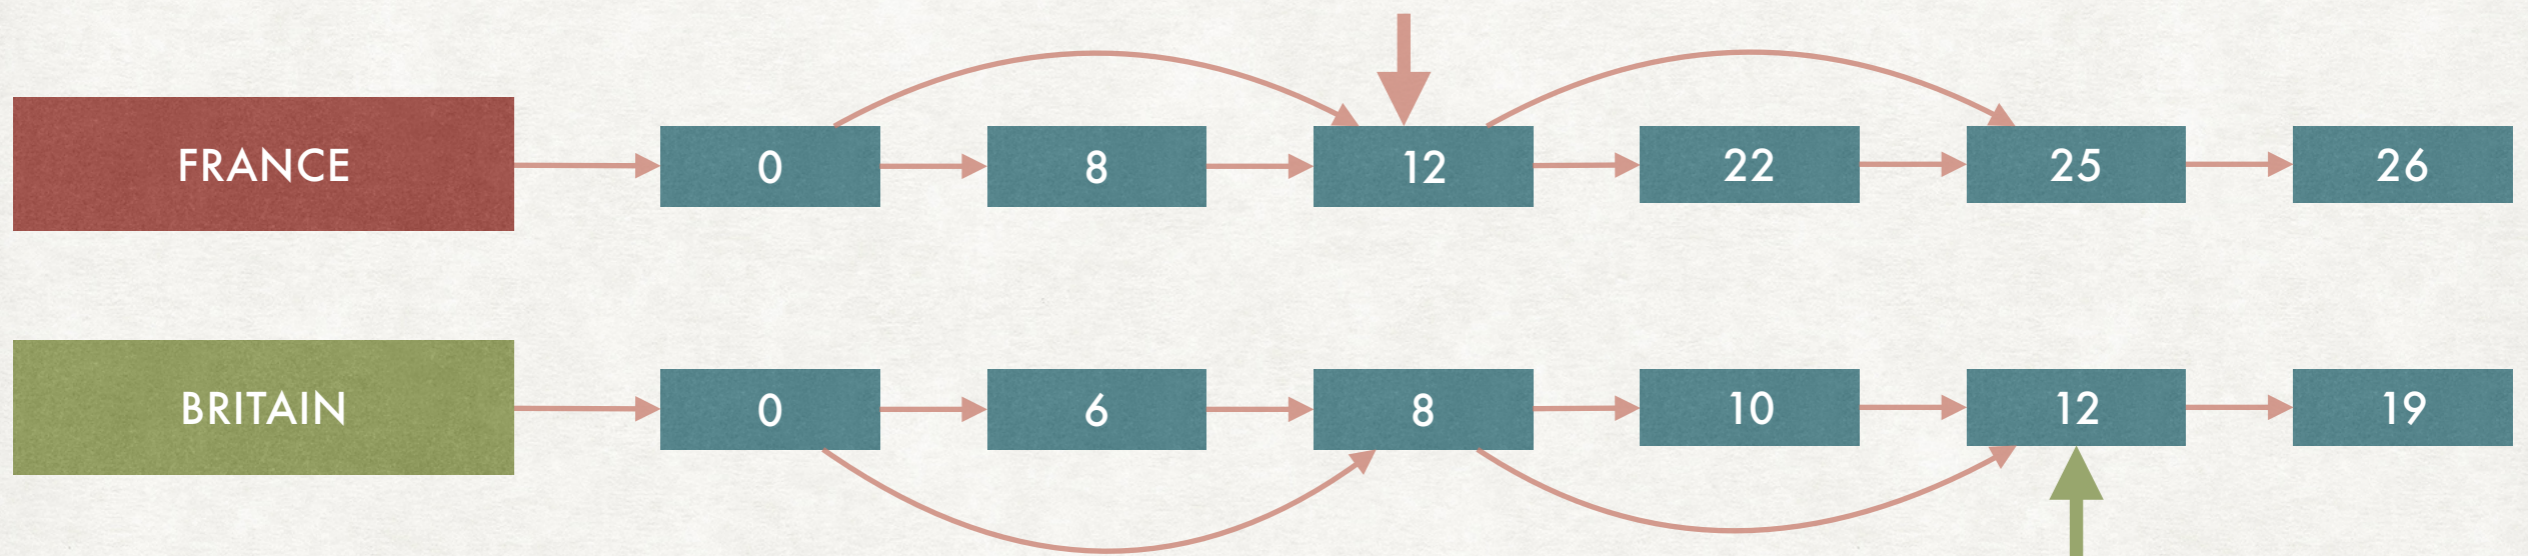 FRANCE 0 8 12 22 25 26
BRITAIN 0 6 8 10 12 19